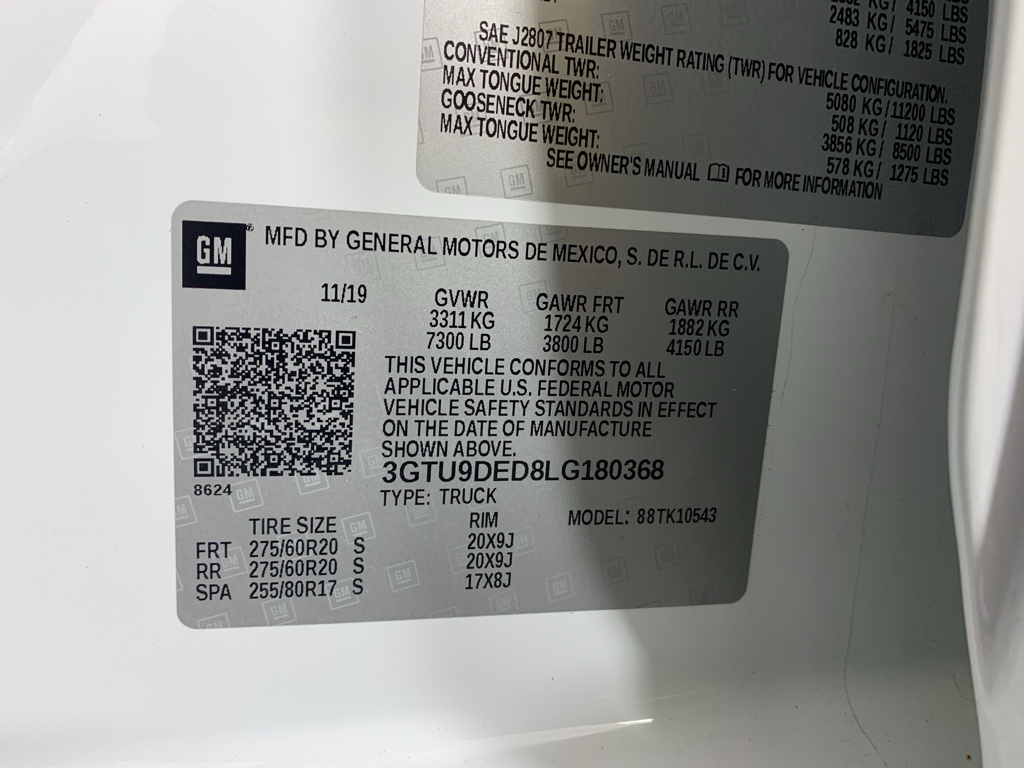 4150 LBS
2483 KG/ 5475 LBS
828 KG/ 1825 LBS
SAE J2807 TRAILER WEIGHT RATING (TWR) FOR VEHICLE CONFIGURATION.
CONVENTIONAL TWR: 5080 KG/11200 LBS
MAX TONGUE WEIGHT: 508 KG/ 1120 LBS
GOOSENECK TWR: 3856 KG/ 8500 LBS
MAX TONGUE WEIGHT: 578 KG/ 1275 LBS
SEE OWNER'S MANUAL FOR MORE INFORMATION
GM® MFD BY GENERAL MOTORS DE MEXICO, S. DE R.L. DE C.V.
11/19 GVWR GAWR FRT GAWR RR
3311 KG 1724 KG 1882 KG
7300 LB 3800 LB 4150 LB
THIS VEHICLE CONFORMS TO ALL
APPLICABLE U.S. FEDERAL MOTOR
VEHICLE SAFETY STANDARDS IN EFFECT
ON THE DATE OF MANUFACTURE
SHOWN ABOVE.
3GTU9DED8LG180368
8624
TYPE: TRUCK
TIRE SIZE RIM MODEL: 88TK10543
FRT 275/60R20 S 20X9J
RR 275/60R20 S 20X9J
SPA 255/80R17 S 17X8J